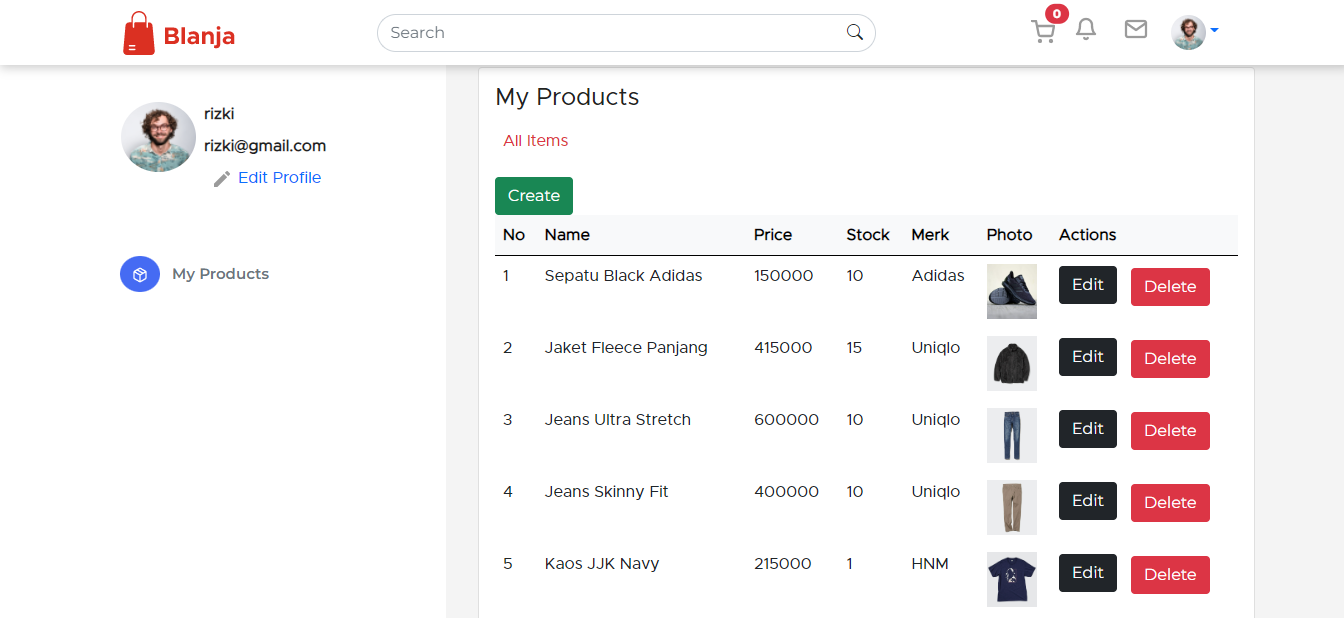 Blanja
Search
0
rizki
rizki@gmail.com
Edit Profile
My Products
My Products
All Items
Create
No Name Price Stock Merk Photo Actions
1 Sepatu Black Adidas 150000 10 Adidas Edit Delete
2 Jaket Fleece Panjang 415000 15 Uniqlo Edit Delete
3 Jeans Ultra Stretch 600000 10 Uniqlo Edit Delete
4 Jeans Skinny Fit 400000 10 Uniqlo Edit Delete
5 Kaos JJK Navy 215000 1 HNM Edit Delete